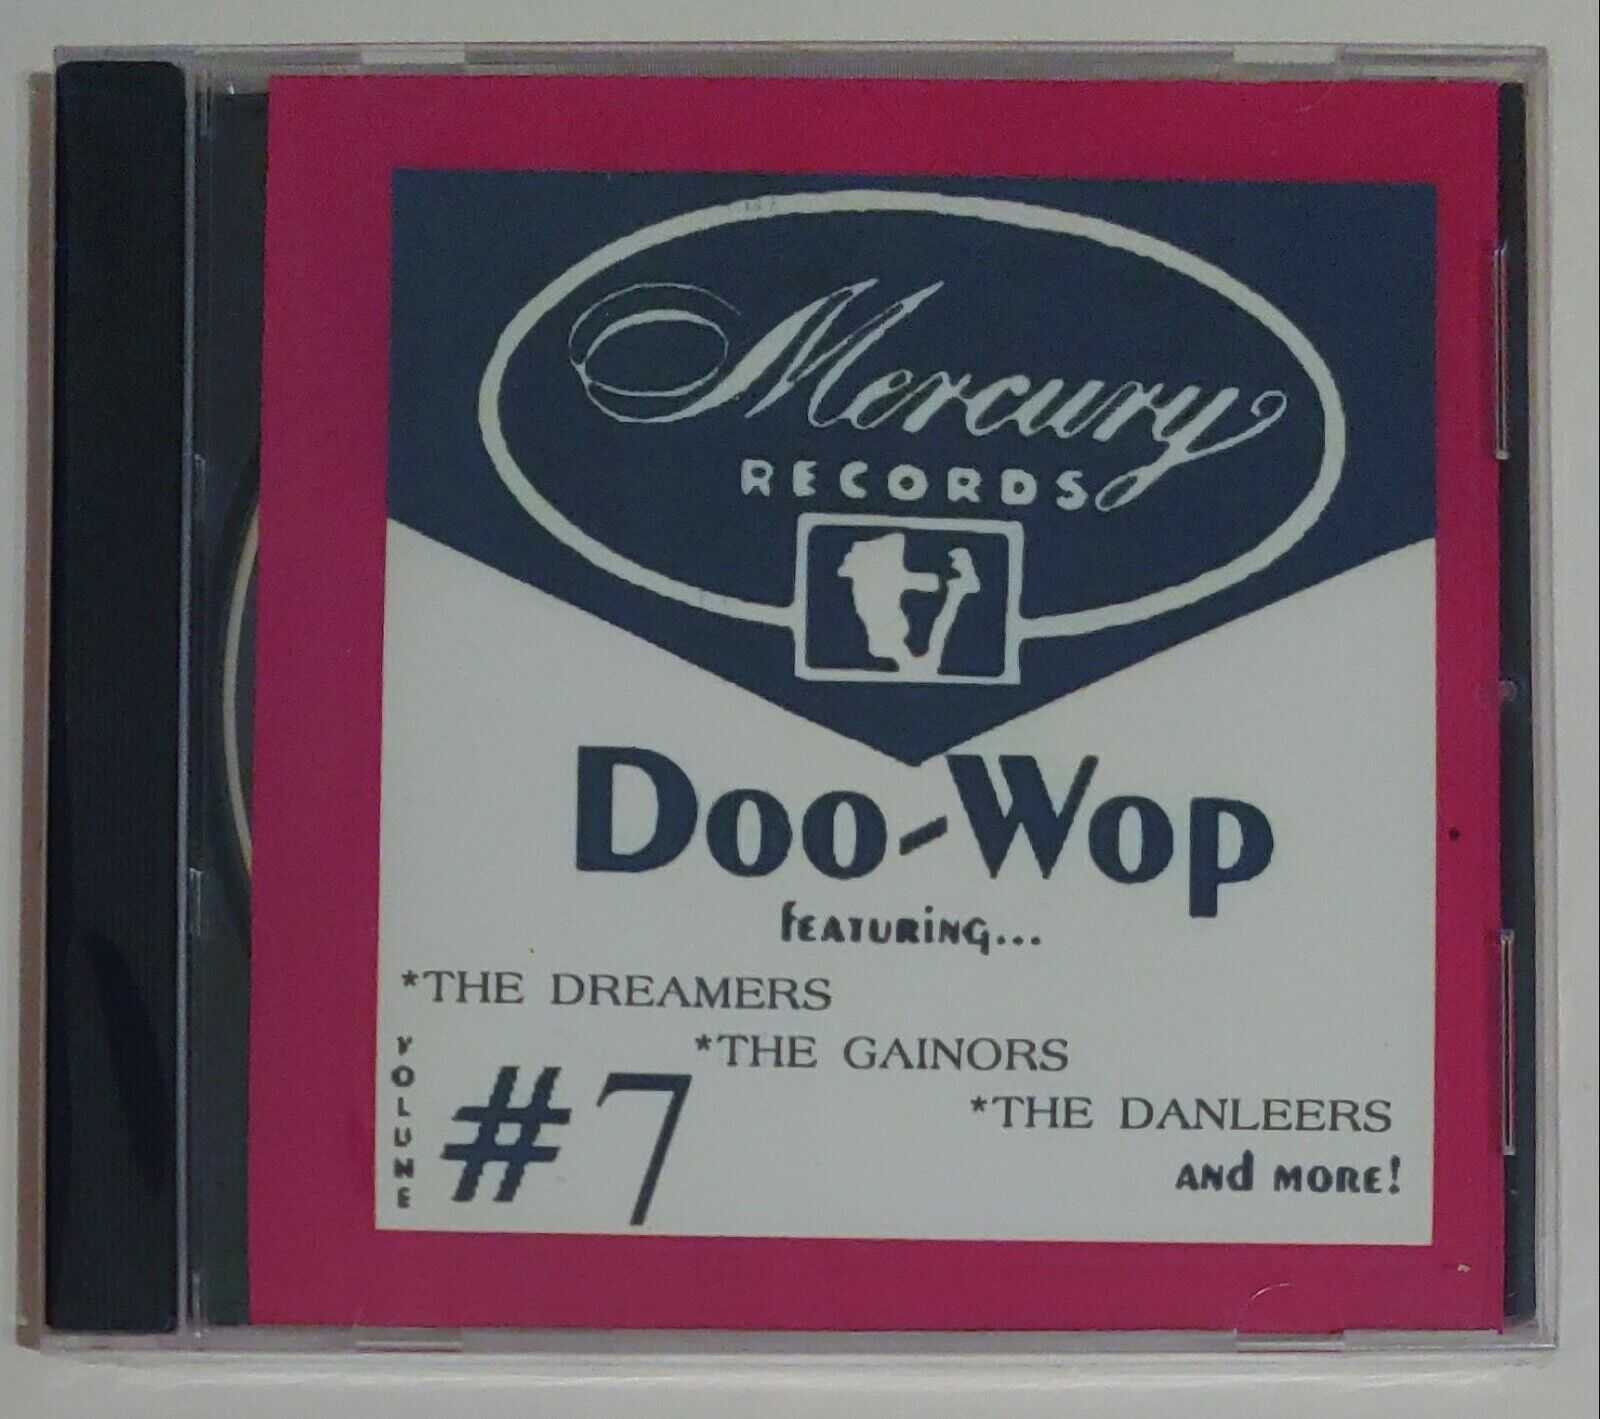 Mercury
RECORDS
Doo-Wop
FEATURING...
*THE DREAMERS
*THE GAINORS
*THE DANLEERS
AND MORE!
VOLUME
#7